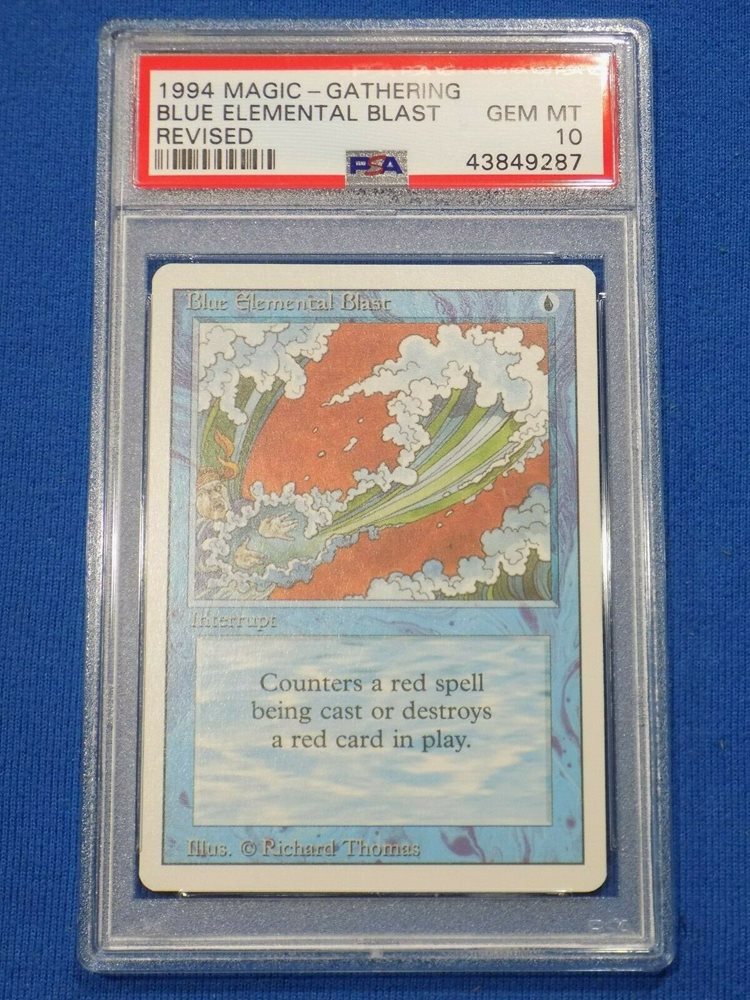 1994 MAGIC - GATHERING
BLUE ELEMENTAL BLAST GEM MT
REVISED 10
PSA 43849287
Blue Elemental Blast
Interrupt
Counters a red spell
being cast or destroys
a red card in play.
Illus. © Richard Thomas